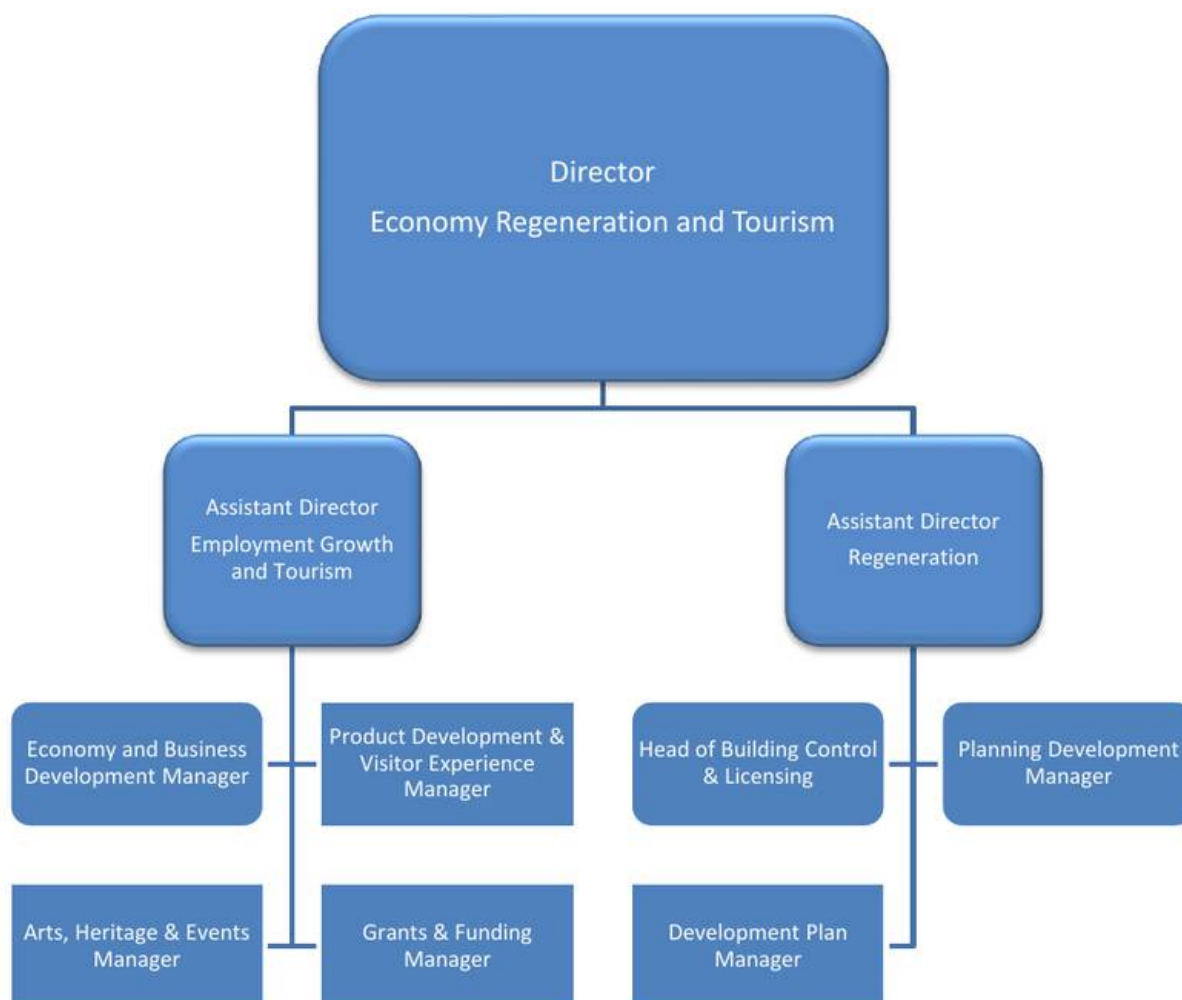 Director
Economy Regeneration and Tourism
Assistant Director
Employment Growth
and Tourism
Assistant Director
Regeneration
Economy and Business
Development Manager
Product Development &
Visitor Experience
Manager
Head of Building Control
& Licensing
Planning Development
Manager
Arts, Heritage & Events
Manager
Grants & Funding
Manager
Development Plan
Manager